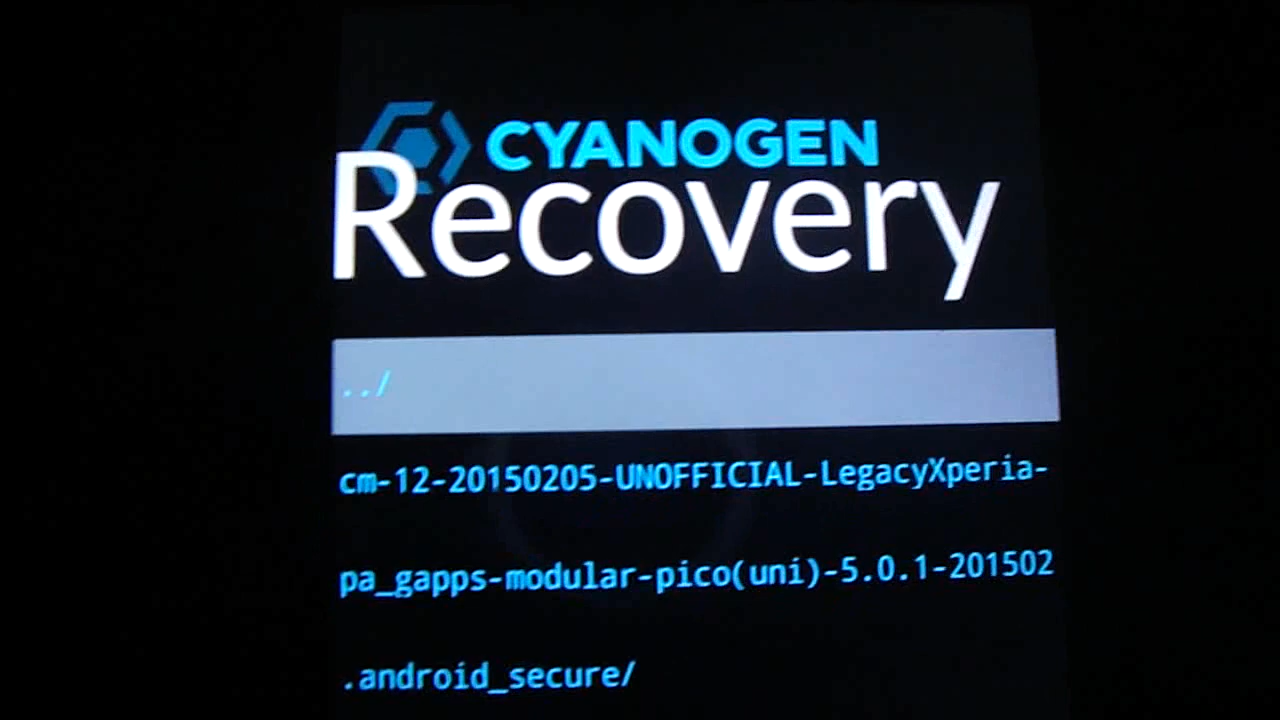 CYANOGEN
Recovery
../
cm-12-20150205-UNOFFICIAL-LegacyXperia-
pa_gapps-modular-pico(uni)-5.0.1-201502
.android_secure/